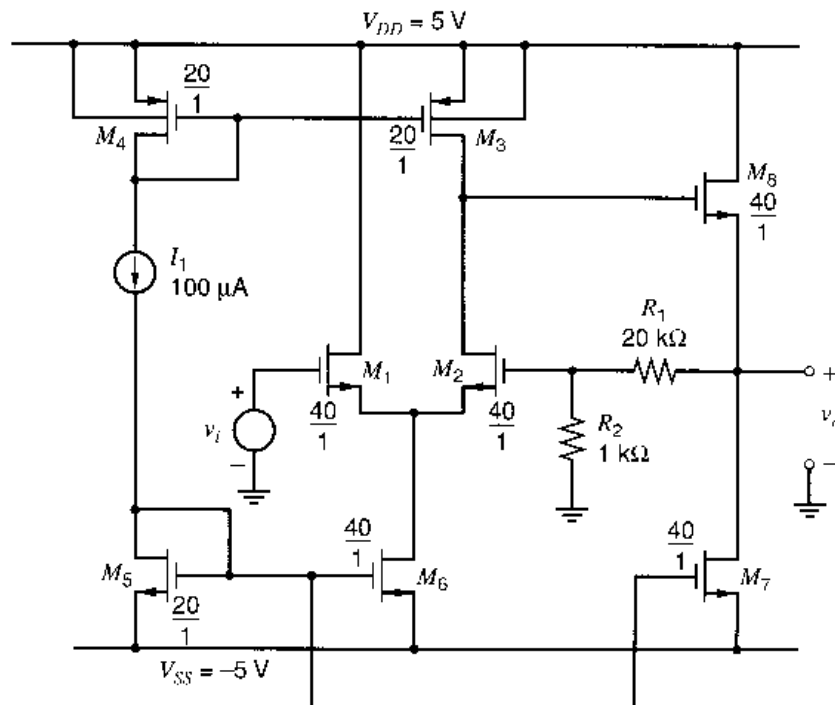 V_DD = 5 V
20/1
M4
20/1
M3
M8
40/1
I1
100 µA
R1
20 kΩ
+
M1
M2
+
vi
40/1
40/1
R2
1 kΩ
−
−
M5
20/1
40/1
M6
40/1
M7
V_SS = −5 V